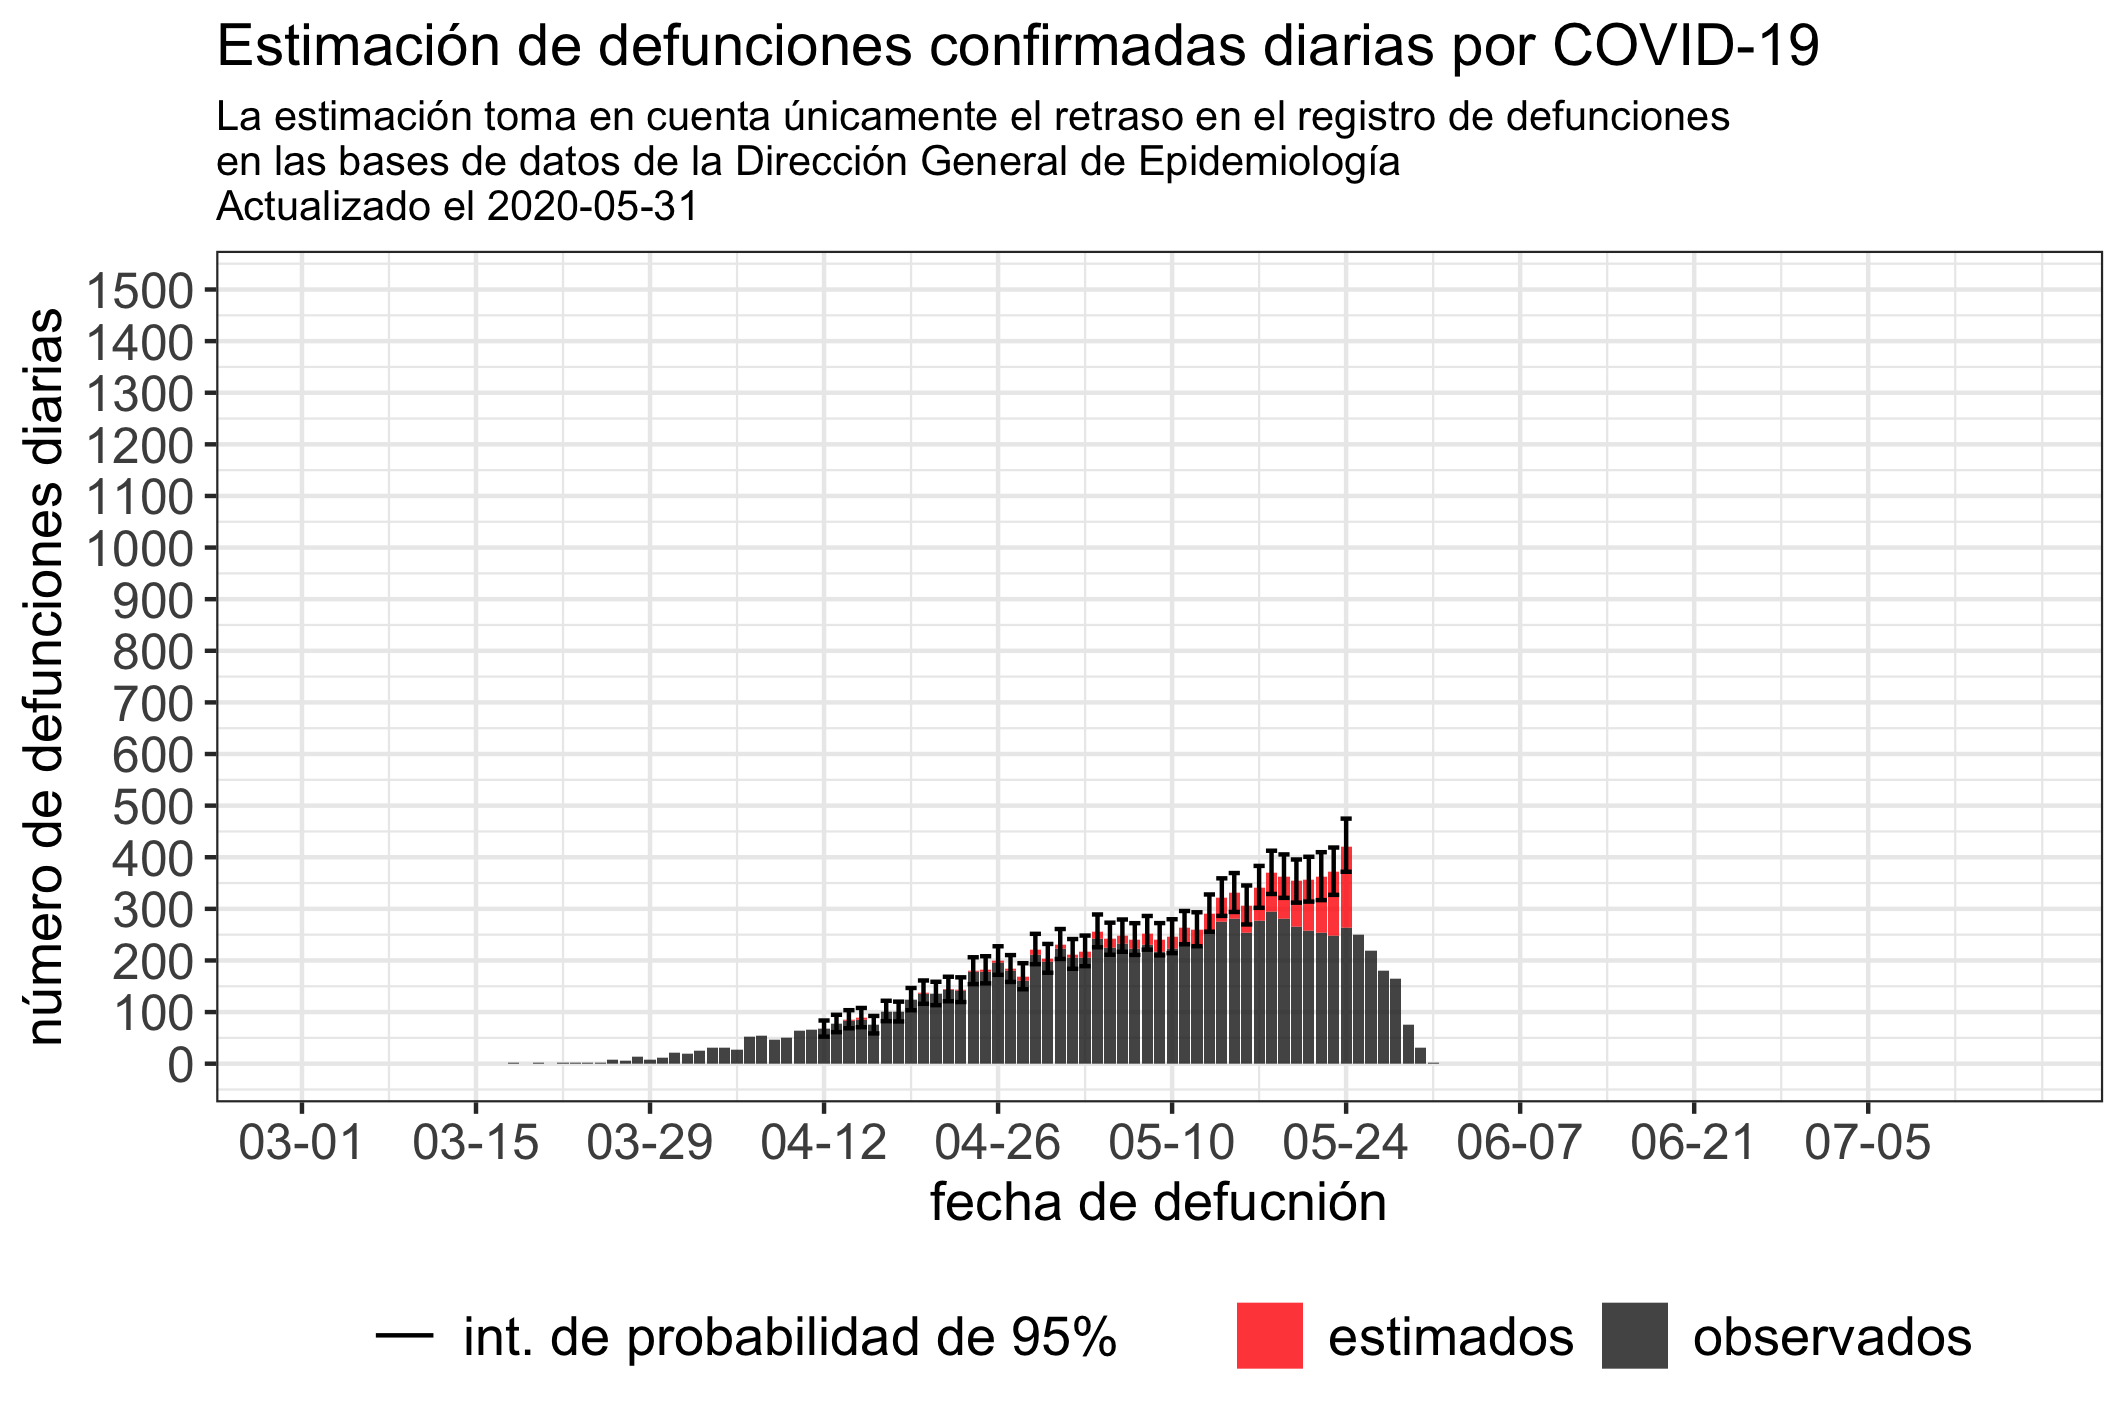 Estimación de defunciones confirmadas diarias por COVID-19
La estimación toma en cuenta únicamente el retraso en el registro de defunciones
en las bases de datos de la Dirección General de Epidemiología
Actualizado el 2020-05-31
número de defunciones diarias
1500
1400
1300
1200
1100
1000
900
800
700
600
500
400
300
200
100
0
03-01 03-15 03-29 04-12 04-26 05-10 05-24 06-07 06-21 07-05
fecha de defucnión
int. de probabilidad de 95% estimados observados